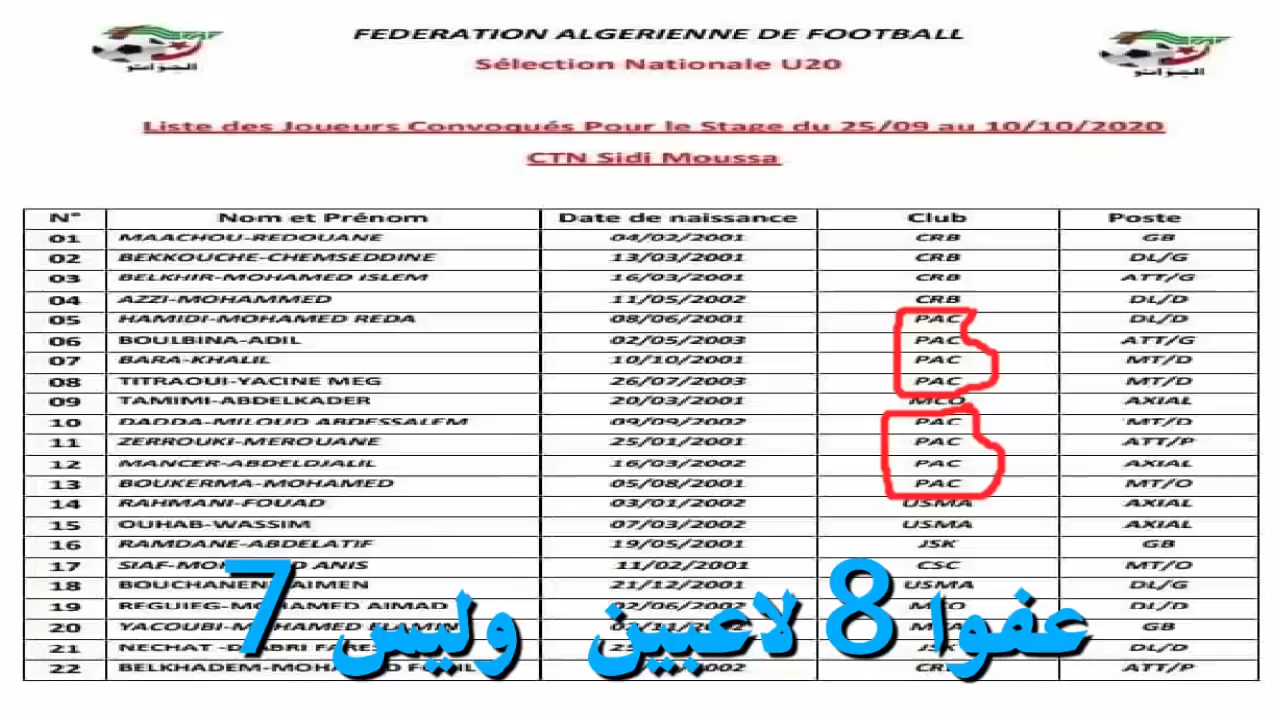 FEDERATION ALGERIENNE DE FOOTBALL
Sélection Nationale U20
الجزائر
الجزائر
Liste des Joueurs Convoqués Pour le Stage du 25/09 au 10/10/2020
CTN Sidi Moussa
N° Nom et Prénom Date de naissance Club Poste
01 MAACHOU-REDOUANE 04/02/2001 CRB GB
02 BEKKOUCHE-CHEMSEDDINE 13/03/2001 CRB DL/G
03 BELKHIR-MOHAMED ISLEM 16/03/2001 CRB ATT/G
04 AZZI-MOHAMMED 11/05/2002 CRB DL/D
05 HAMIDI-MOHAMED REDA 08/06/2001 PAC DL/D
06 BOULBINA-ADIL 02/05/2003 PAC ATT/G
07 BARA-KHALIL 10/10/2001 PAC MT/D
08 TITRAOUI-YACINE MEG 26/07/2003 PAC MT/D
09 TAMIMI-ABDELKADER 20/03/2001 MCO AXIAL
10 DADDA-MILOUD ABDESSALEM 09/09/2002 PAC MT/D
11 ZERROUKI-MEROUANE 25/01/2001 PAC ATT/P
12 MANCER-ABDELDJALIL 16/03/2002 PAC AXIAL
13 BOUKERMA-MOHAMED 05/08/2001 PAC MT/O
14 RAHMANI-FOUAD 03/01/2002 USMA AXIAL
15 OUHAB-WASSIM 07/03/2002 USMA AXIAL
16 RAMDANE-ABDELATIF 19/05/2001 JSK GB
17 ANIS 11/02/2001 CSC MT/O
18 AIMEN 21/12/2001 USMA DL/G
19 REGUIEG-MOHAMED AIMAD 02/06/2002 MCO DL/D
20 YACOUBI-MOHAMED GB
21 NECHAT DL/D
22 BELKHADEM-MOHAMED ATT/P
عفوا 8 لاعبين وليس 7